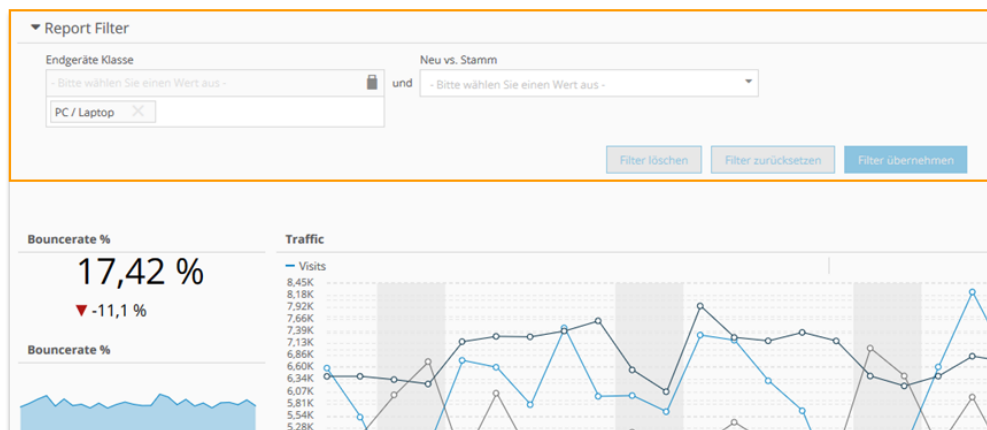 Report Filter
Endgeräte Klasse
Neu vs. Stamm
- Bitte wählen Sie einen Wert aus -
und
- Bitte wählen Sie einen Wert aus -
PC / Laptop
Filter löschen
Filter zurücksetzen
Filter übernehmen
Bouncerate %
17,42 %
-11,1 %
Bouncerate %
Traffic
Visits
8,45K
8,18K
7,92K
7,66K
7,39K
7,13K
6,86K
6,60K
6,34K
6,07K
5,81K
5,54K
5,28K